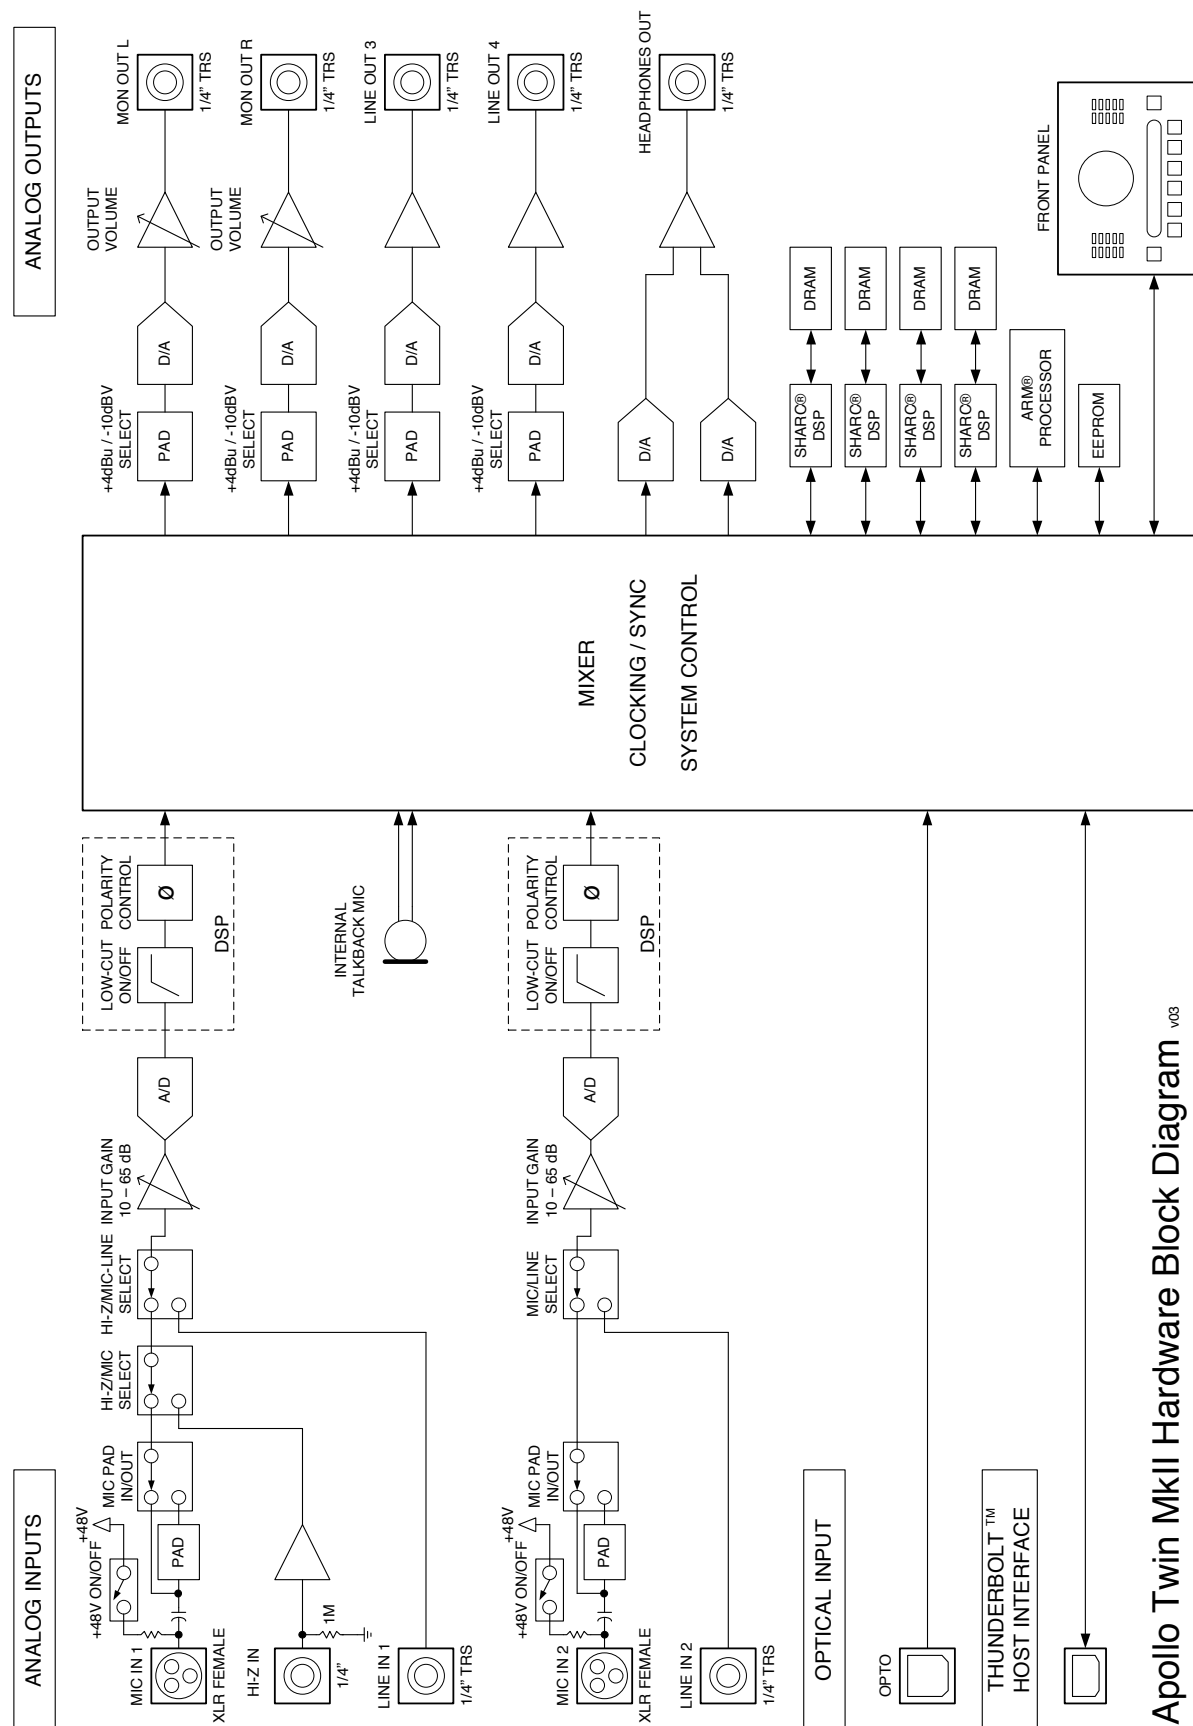 ANALOG INPUTS
+48V ON/OFF
+48V
MIC IN 1
XLR FEMALE
PAD
MIC PAD
IN/OUT
HI-Z/MIC
SELECT
HI-Z/MIC-LINE
SELECT
INPUT GAIN
10 – 65 dB
A/D
LOW-CUT
ON/OFF
POLARITY
CONTROL
Ø
DSP
HI-Z IN
1/4"
1M
LINE IN 1
1/4" TRS
INTERNAL
TALKBACK MIC
+48V ON/OFF
+48V
MIC IN 2
XLR FEMALE
PAD
MIC PAD
IN/OUT
MIC/LINE
SELECT
INPUT GAIN
10 – 65 dB
A/D
LOW-CUT
ON/OFF
POLARITY
CONTROL
Ø
DSP
LINE IN 2
1/4" TRS
OPTICAL INPUT
OPTO
THUNDERBOLT ™
HOST INTERFACE
MIXER
CLOCKING / SYNC
SYSTEM CONTROL
ANALOG OUTPUTS
+4dBu / -10dBV
SELECT
PAD
D/A
OUTPUT
VOLUME
MON OUT L
1/4" TRS
+4dBu / -10dBV
SELECT
PAD
D/A
OUTPUT
VOLUME
MON OUT R
1/4" TRS
+4dBu / -10dBV
SELECT
PAD
D/A
LINE OUT 3
1/4" TRS
+4dBu / -10dBV
SELECT
PAD
D/A
LINE OUT 4
1/4" TRS
D/A
D/A
HEADPHONES OUT
1/4" TRS
SHARC®
DSP
DRAM
SHARC®
DSP
DRAM
SHARC®
DSP
DRAM
SHARC®
DSP
DRAM
ARM®
PROCESSOR
EEPROM
FRONT PANEL
Apollo Twin MkII Hardware Block Diagram v03